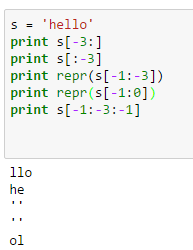 s = 'hello'
print s[-3:]
print s[:-3]
print repr(s[-1:-3])
print repr(s[-1:0])
print s[-1:-3:-1]
llo
he
''
''
ol